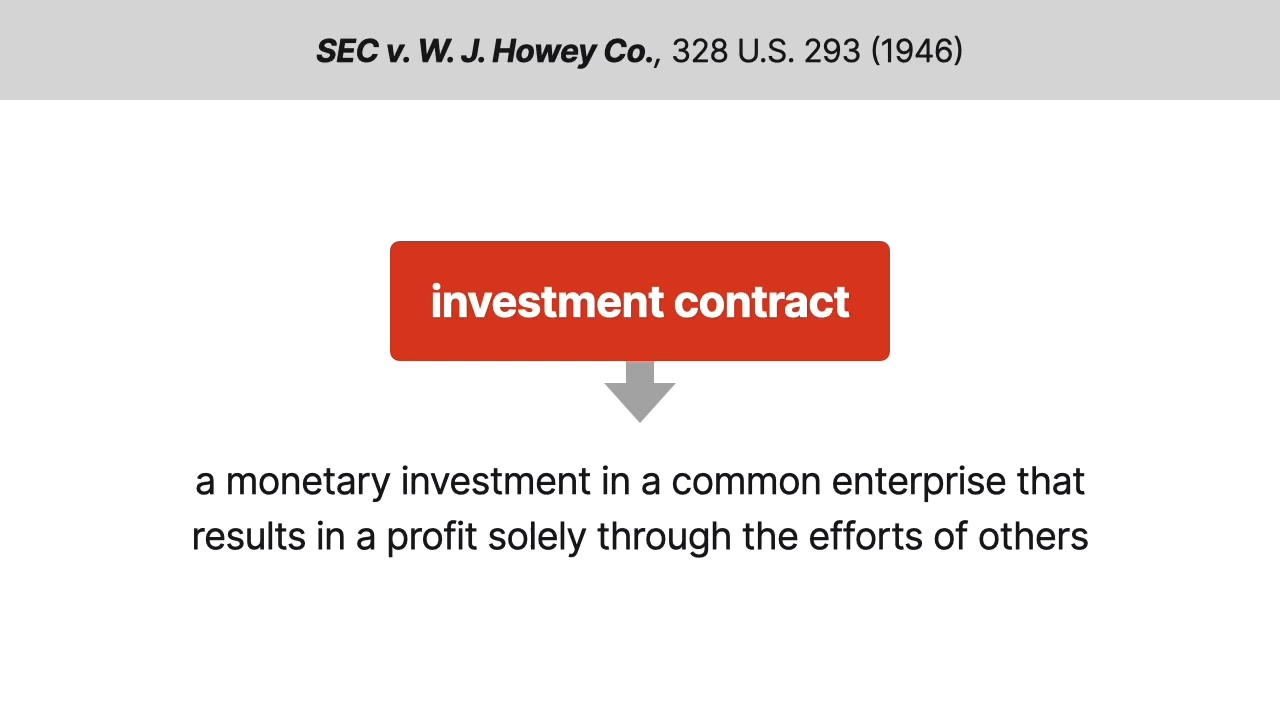 SEC v. W. J. Howey Co., 328 U.S. 293 (1946)
investment contract
a monetary investment in a common enterprise that
results in a profit solely through the efforts of others